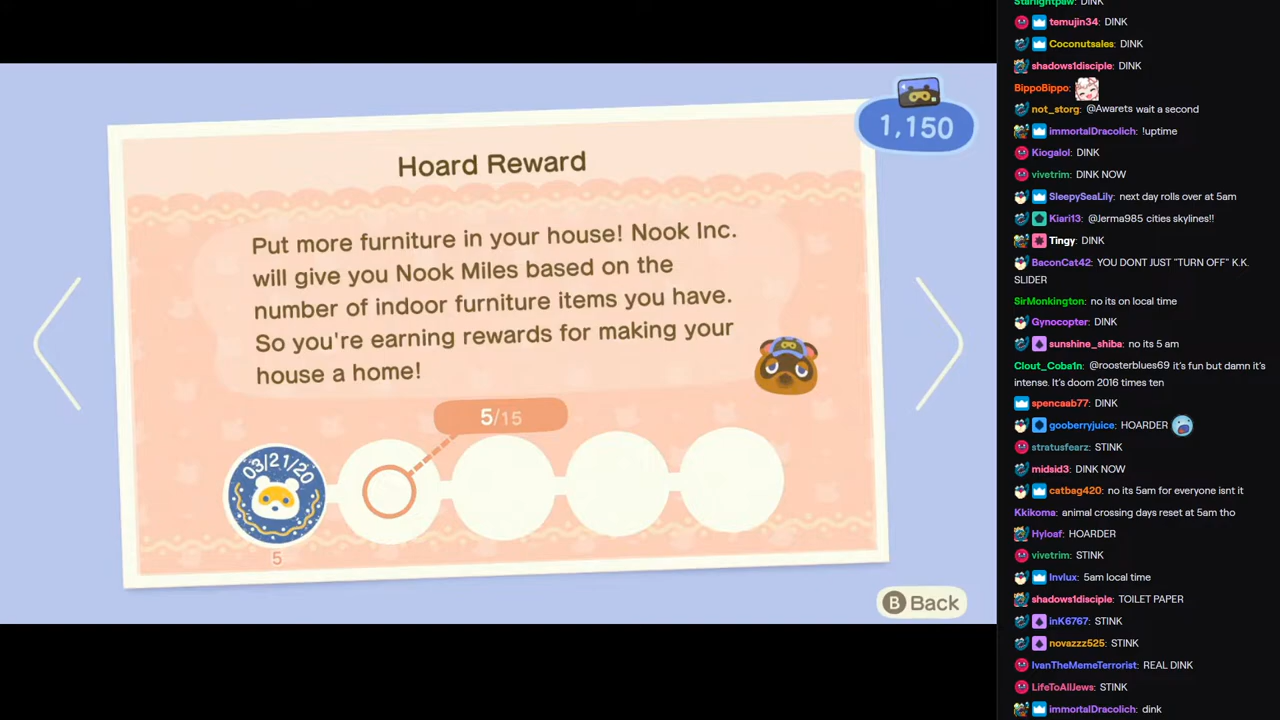 1,150
Hoard Reward
Put more furniture in your house! Nook Inc.
will give you Nook Miles based on the
number of indoor furniture items you have.
So you're earning rewards for making your
house a home!
5/15
03/21/20
5
B Back
Starlightpaw: DINK
temujin34: DINK
Coconutsales: DINK
shadows1disciple: DINK
BippoBippo:
not_storg: @Awarets wait a second
immortalDracolich: !uptime
Kiogalol: DINK
vivetrim: DINK NOW
SleepySeaLily: next day rolls over at 5am
Kiari13: @Jerma985 cities skylines!!
Tingy: DINK
BaconCat42: YOU DONT JUST "TURN OFF" K.K.
SLIDER
SirMonkington: no its on local time
Gynocopter: DINK
sunshine_shiba: no its 5 am
Clout_Coba1n: @roosterblues69 it's fun but damn it's
intense. It's doom 2016 times ten
spencaab77: DINK
gooberryjuice: HOARDER
stratusfearz: STINK
midsid3: DINK NOW
catbag420: no its 5am for everyone isnt it
Kkikoma: animal crossing days reset at 5am tho
Hyloaf: HOARDER
vivetrim: STINK
Invlux: 5am local time
shadows1disciple: TOILET PAPER
inK6767: STINK
novazzz525: STINK
IvanTheMemeTerrorist: REAL DINK
LifeToAllJews: STINK
immortalDracolich: dink